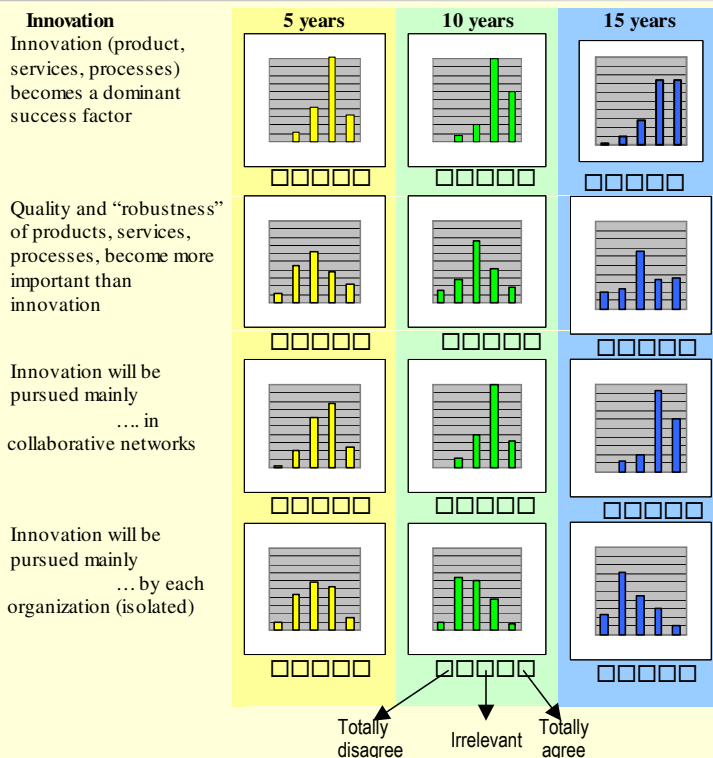 Innovation 5 years 10 years 15 years
Innovation (product,
services, processes)
becomes a dominant
success factor
Quality and “robustness”
of products, services,
processes, become more
important than
innovation
Innovation will be
pursued mainly
.… in
collaborative networks
Innovation will be
pursued mainly
… by each
organization (isolated)
Totally
disagree
Irrelevant
Totally
agree